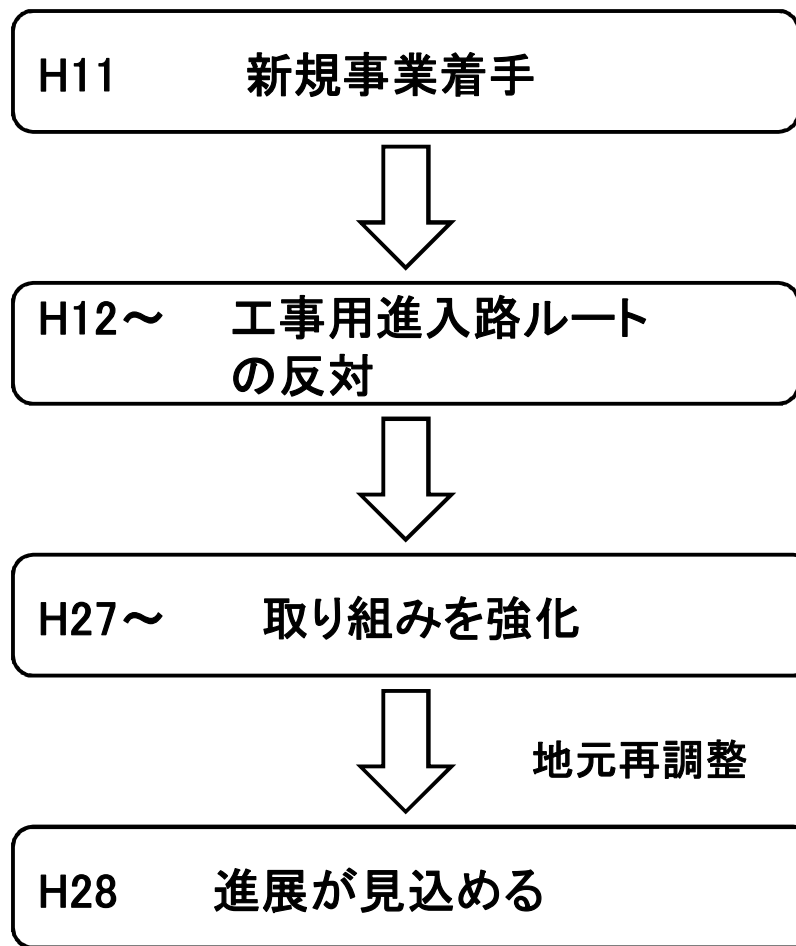 H11 新規事業着手
H12～ 工事用進入路ルート
の反対
H27～ 取り組みを強化
地元再調整
H28 進展が見込める